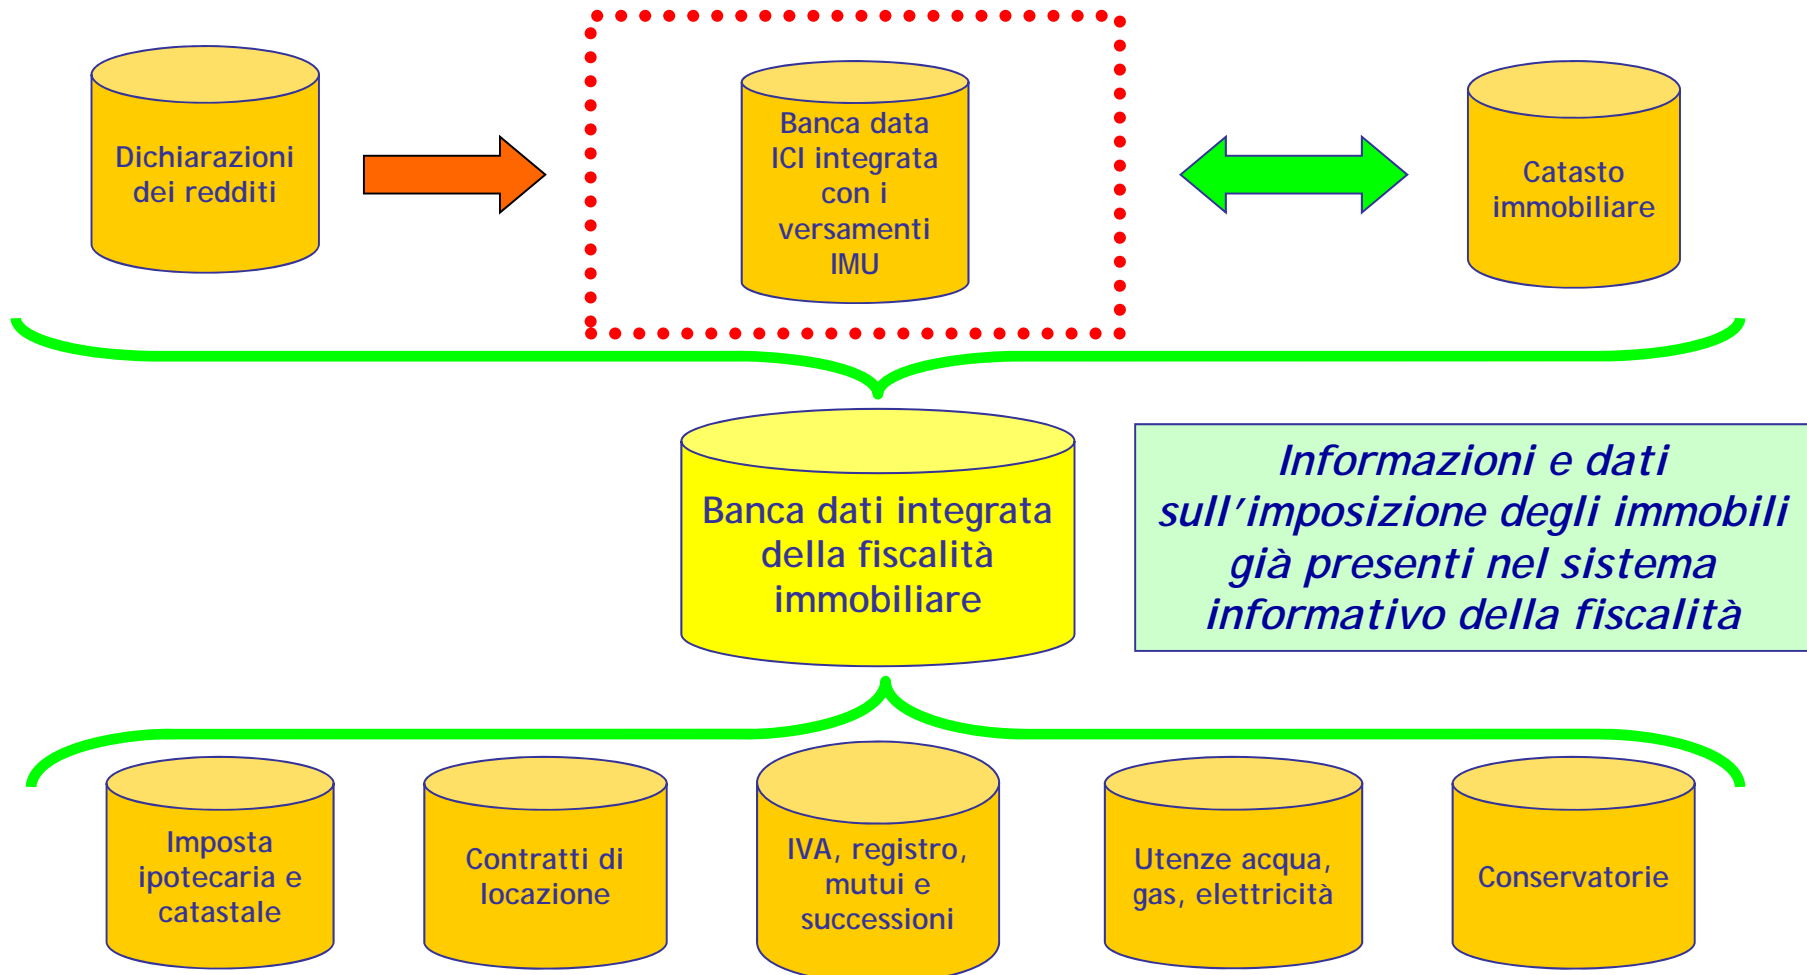 Dichiarazioni
dei redditi
Banca data
ICI integrata
con i
versamenti
IMU
Catasto
immobiliare
Banca dati integrata
della fiscalità
immobiliare
Informazioni e dati
sull'imposizione degli immobili
già presenti nel sistema
informativo della fiscalità
Imposta
ipotecaria e
catastale
Contratti di
locazione
IVA, registro,
mutui e
successioni
Utenze acqua,
gas, elettricità
Conservatorie